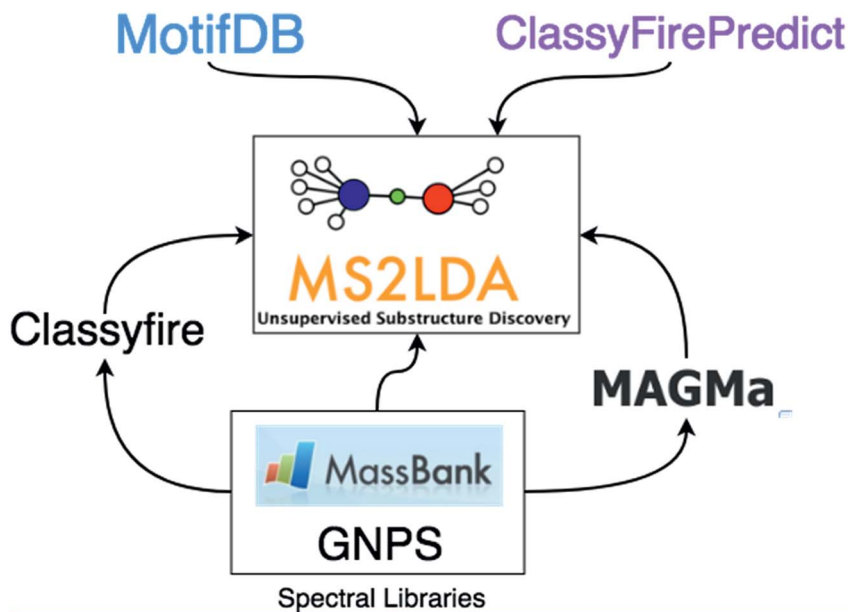 MotifDB
ClassyFirePredict
MS2LDA
Unsupervised Substructure Discovery
Classyfire
MAGMa
MassBank
GNPS
Spectral Libraries